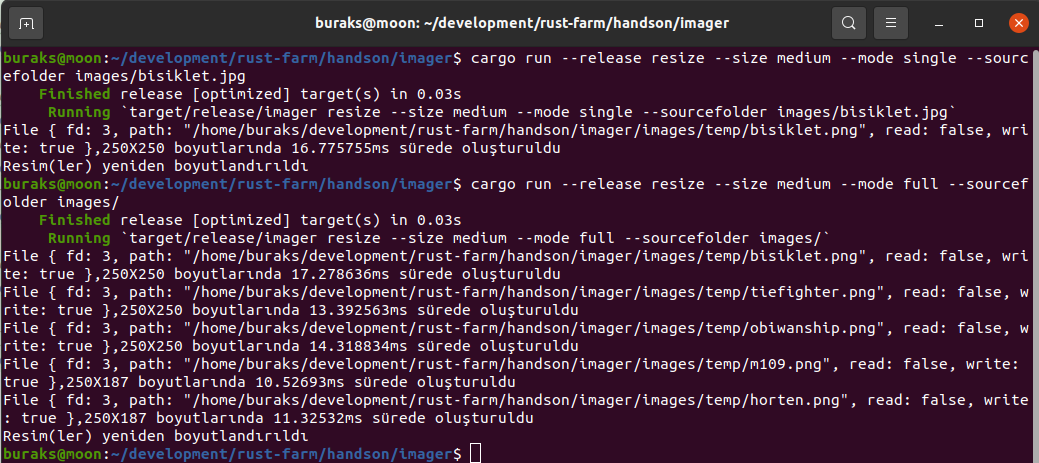 buraks@moon: ~/development/rust-farm/handson/imager
buraks@moon:~/development/rust-farm/handson/imager$ cargo run --release resize --size medium --mode single --sourc
efolder images/bisiklet.jpg
    Finished release [optimized] target(s) in 0.03s
     Running `target/release/imager resize --size medium --mode single --sourcefolder images/bisiklet.jpg`
File { fd: 3, path: "/home/buraks/development/rust-farm/handson/imager/images/temp/bisiklet.png", read: false, wri
te: true },250X250 boyutlarında 16.775755ms sürede oluşturuldu
Resim(ler) yeniden boyutlandırıldı
buraks@moon:~/development/rust-farm/handson/imager$ cargo run --release resize --size medium --mode full --sourcef
older images/
    Finished release [optimized] target(s) in 0.03s
     Running `target/release/imager resize --size medium --mode full --sourcefolder images/`
File { fd: 3, path: "/home/buraks/development/rust-farm/handson/imager/images/temp/bisiklet.png", read: false, wri
te: true },250X250 boyutlarında 17.278636ms sürede oluşturuldu
File { fd: 3, path: "/home/buraks/development/rust-farm/handson/imager/images/temp/tiefighter.png", read: false, w
rite: true },250X250 boyutlarında 13.392563ms sürede oluşturuldu
File { fd: 3, path: "/home/buraks/development/rust-farm/handson/imager/images/temp/obiwanship.png", read: false, w
rite: true },250X250 boyutlarında 14.318834ms sürede oluşturuldu
File { fd: 3, path: "/home/buraks/development/rust-farm/handson/imager/images/temp/m109.png", read: false, write:
true },250X187 boyutlarında 10.52693ms sürede oluşturuldu
File { fd: 3, path: "/home/buraks/development/rust-farm/handson/imager/images/temp/horten.png", read: false, write
: true },250X187 boyutlarında 11.32532ms sürede oluşturuldu
Resim(ler) yeniden boyutlandırıldı
buraks@moon:~/development/rust-farm/handson/imager$